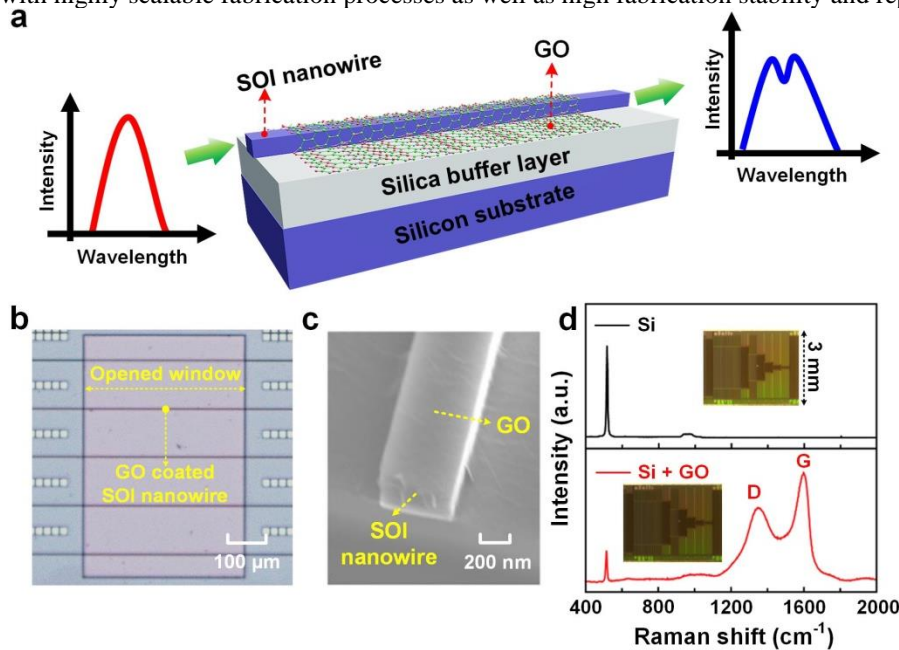 with highly scalable fabrication processes as well as high fabrication stability and rep
a
SOI nanowire
GO
Intensity
Wavelength
Silica buffer layer
Silicon substrate
Intensity
Wavelength
b
Opened window
GO coated
SOI nanowire
100 μm
c
GO
SOI
nanowire
200 nm
d
Si
3 mm
Intensity (a.u.)
Si + GO
D
G
400 800 1200 1600 2000
Raman shift (cm⁻¹)